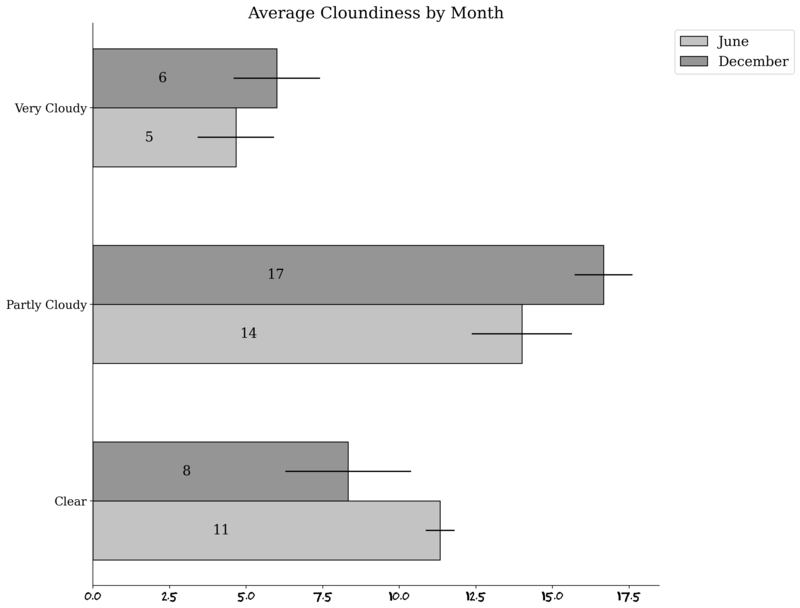 Average Cloundiness by Month
June
December
Very Cloudy
6
5
Partly Cloudy
17
14
Clear
8
11
0.0 2.5 5.0 7.5 10.0 12.5 15.0 17.5